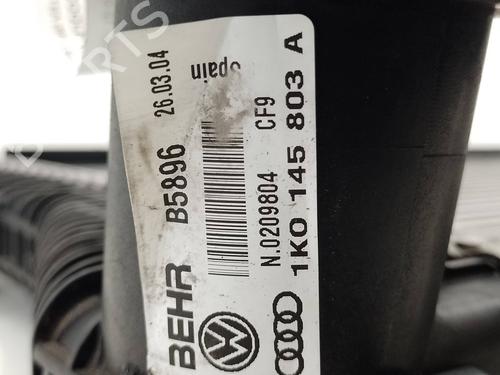 BEHR B5896 26.03.04
Spain
N.0209804 CF9
1K0 145 803 A